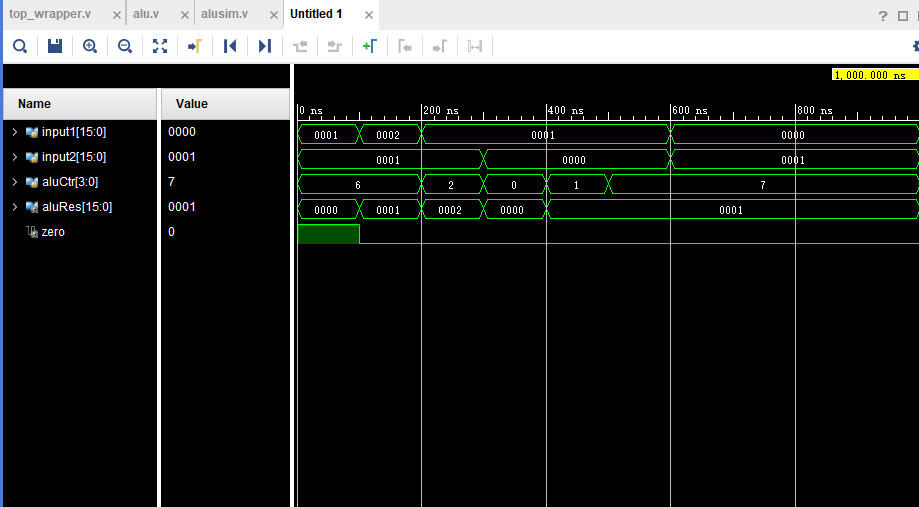 top_wrapper.v × alu.v × alusim.v × Untitled 1 × ?
1,000.000 ns
Name Value 0 ns 200 ns 400 ns 600 ns 800 ns
input1[15:0] 0000 0001 0002 0001 0000
input2[15:0] 0001 0001 0000 0001
aluCtr[3:0] 7 6 2 0 1 7
aluRes[15:0] 0001 0000 0001 0002 0000 0001
zero 0